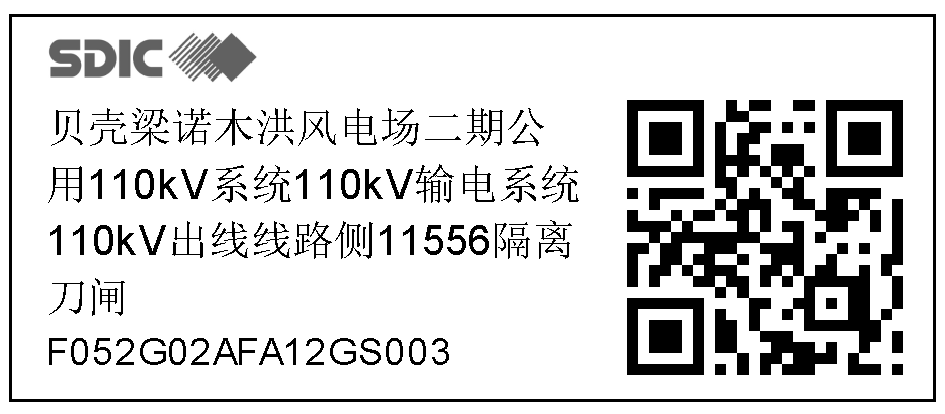 SDIC
贝壳梁诺木洪风电场二期公
用110kV系统110kV输电系统
110kV出线线路侧11556隔离
刀闸
F052G02AFA12GS003